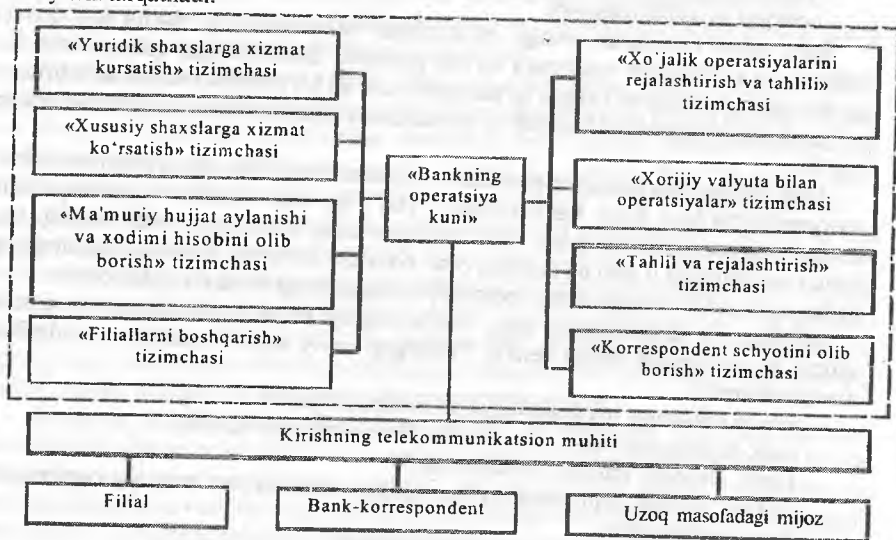 «Yuridik shaxslarga xizmat
kursatish» tizimchasi
«Xususiy shaxslarga xizmat
ko‘rsatish» tizimchasi
«Ma'muriy hujjat aylanishi
va xodimi hisobini olib
borish» tizimchasi
«Filiallarni boshqarish»
tizimchasi
«Bankning
operatsiya
kuni»
«Xo`jalik operatsiyalarini
rejalashtirish va tahlili»
tizimchasi
«Xorijiy valyuta bilan
operatsiyalar» tizimchasi
«Tahlil va rejalashtirish»
tizimchasi
«Korrespondent schyotini olib
borish» tizimchasi
Kirishning telekommunikatsion muhiti
Filial
Bank-korrespondent
Uzoq masofadagi mijoz